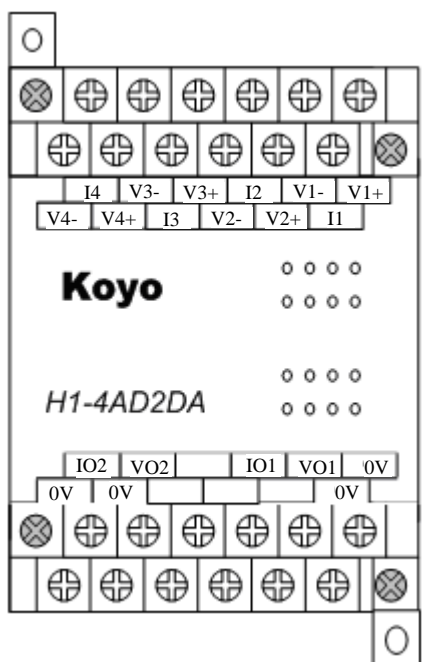 I4 V3- V3+ I2 V1- V1+
V4- V4+ I3 V2- V2+ I1
Koyo
H1-4AD2DA
IO2 VO2 IO1 VO1 0V
0V 0V 0V